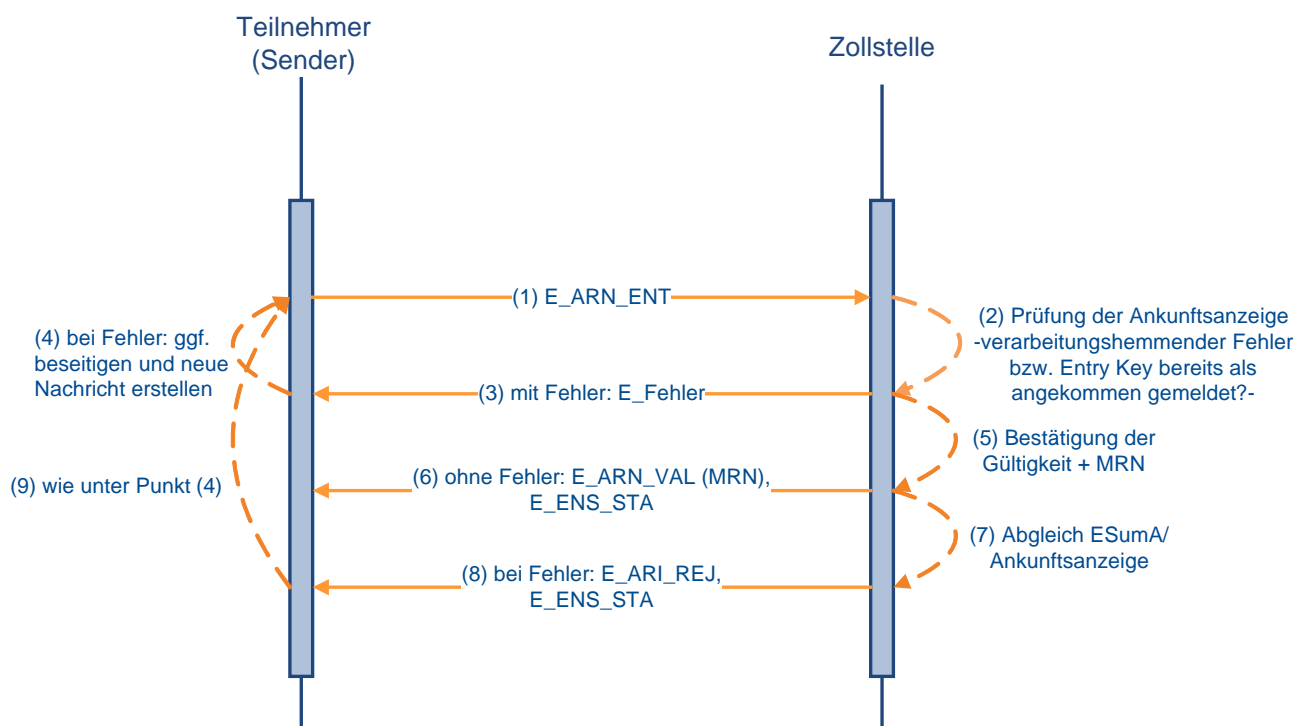 Teilnehmer
(Sender)
Zollstelle
(1) E_ARN_ENT
(2) Prüfung der Ankunftsanzeige
-verarbeitungshemmender Fehler
bzw. Entry Key bereits als
angekommen gemeldet?-
(4) bei Fehler: ggf.
beseitigen und neue
Nachricht erstellen
(3) mit Fehler: E_Fehler
(5) Bestätigung der
Gültigkeit + MRN
(9) wie unter Punkt (4)
(6) ohne Fehler: E_ARN_VAL (MRN),
E_ENS_STA
(7) Abgleich ESumA/
Ankunftsanzeige
(8) bei Fehler: E_ARI_REJ,
E_ENS_STA